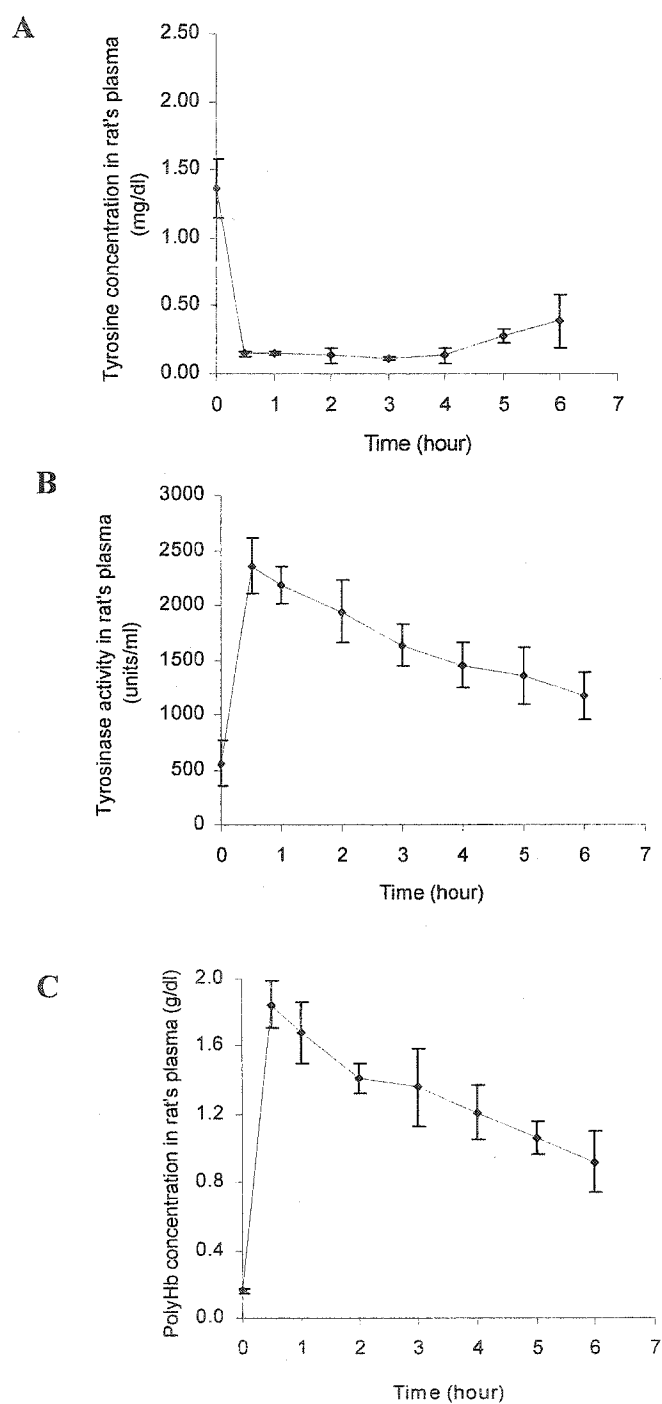 A
Tyrosine concentration in rat's plasma
(mg/dl)
2.50
2.00
1.50
1.00
0.50
0.00
0 1 2 3 4 5 6 7
Time (hour)
B
Tyrosinase activity in rat's plasma
(units/ml)
3000
2500
2000
1500
1000
500
0
0 1 2 3 4 5 6 7
Time (hour)
C
PolyHb concentration in rat's plasma (g/dl)
2.0
1.6
1.2
0.8
0.4
0.0
0 1 2 3 4 5 6 7
Time (hour)